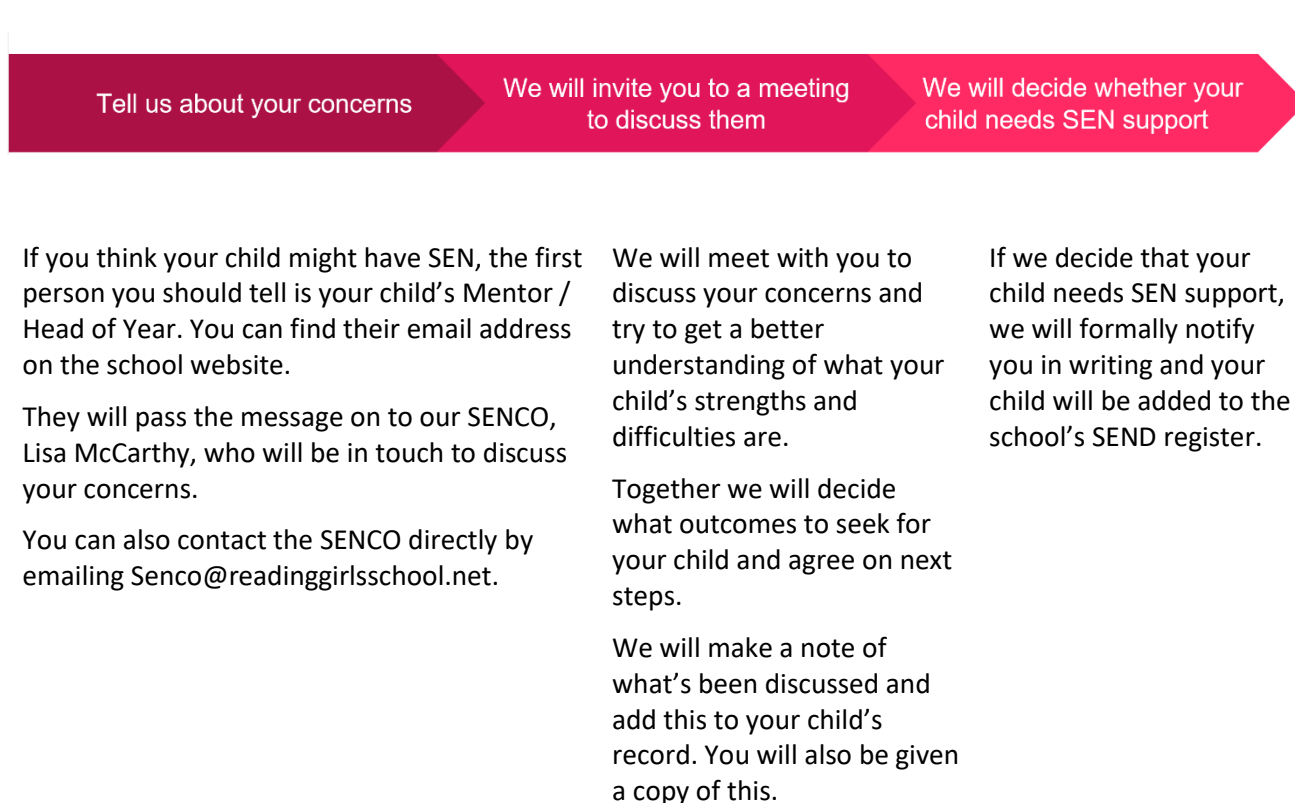 Tell us about your concerns
We will invite you to a meeting
to discuss them
We will decide whether your
child needs SEN support
If you think your child might have SEN, the first
person you should tell is your child’s Mentor /
Head of Year. You can find their email address
on the school website.
They will pass the message on to our SENCO,
Lisa McCarthy, who will be in touch to discuss
your concerns.
You can also contact the SENCO directly by
emailing Senco@readinggirlsschool.net.
We will meet with you to
discuss your concerns and
try to get a better
understanding of what your
child’s strengths and
difficulties are.
Together we will decide
what outcomes to seek for
your child and agree on next
steps.
We will make a note of
what’s been discussed and
add this to your child’s
record. You will also be given
a copy of this.
If we decide that your
child needs SEN support,
we will formally notify
you in writing and your
child will be added to the
school’s SEND register.